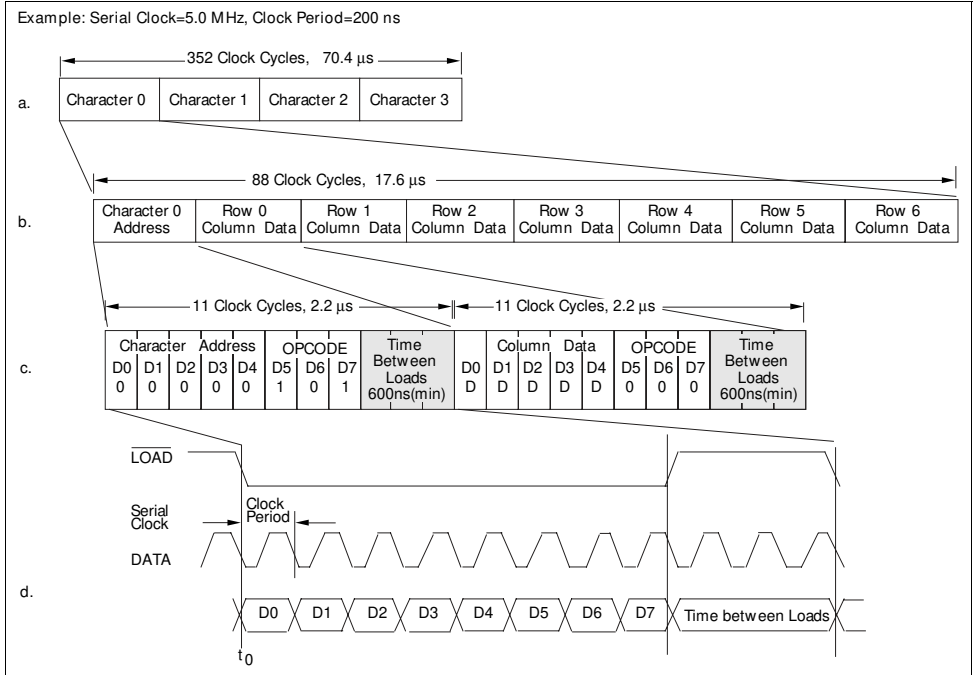 Example: Serial Clock=5.0 MHz, Clock Period=200 ns
352 Clock Cycles, 70.4 μs
a.
Character 0 Character 1 Character 2 Character 3
88 Clock Cycles, 17.6 μs
b.
Character 0 Address
Row 0 Column Data
Row 1 Column Data
Row 2 Column Data
Row 3 Column Data
Row 4 Column Data
Row 5 Column Data
Row 6 Column Data
11 Clock Cycles, 2.2 μs 11 Clock Cycles, 2.2 μs
c.
Character Address OPCODE
D0 D1 D2 D3 D4 D5 D6 D7
0 0 0 0 0 1 0 1
Time Between Loads 600ns(min)
Column Data OPCODE
D0 D1 D2 D3 D4 D5 D6 D7
D D D D D 0 0 0
Time Between Loads 600ns(min)
LOAD
Serial Clock
Clock Period
DATA
d.
D0 D1 D2 D3 D4 D5 D6 D7 Time between Loads
t0